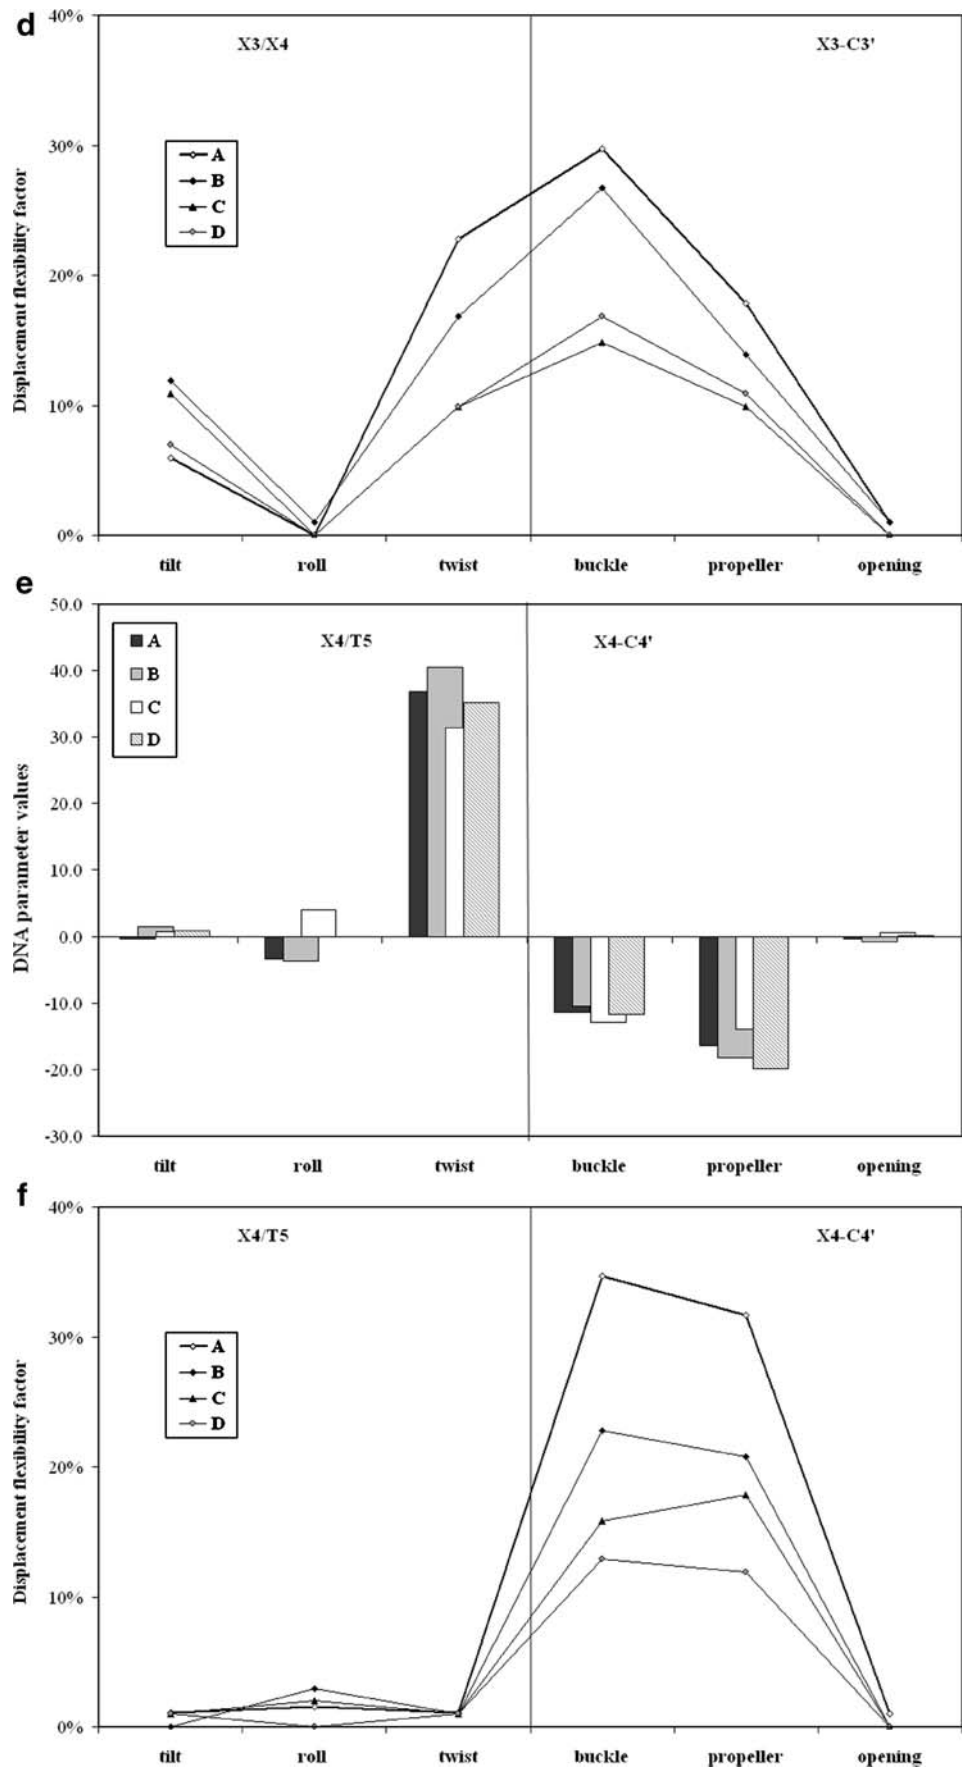 d
40%
X3/X4 X3-C3'
30%
A
B
C
D
20%
10%
0%
Displacement flexibility factor
tilt roll twist buckle propeller opening
e
50.0
X4/T5 X4-C4'
A
B
C
D
40.0
30.0
20.0
10.0
0.0
-10.0
-20.0
-30.0
DNA parameter values
tilt roll twist buckle propeller opening
f
40%
X4/T5 X4-C4'
30%
A
B
C
D
20%
10%
0%
Displacement flexibility factor
tilt roll twist buckle propeller opening